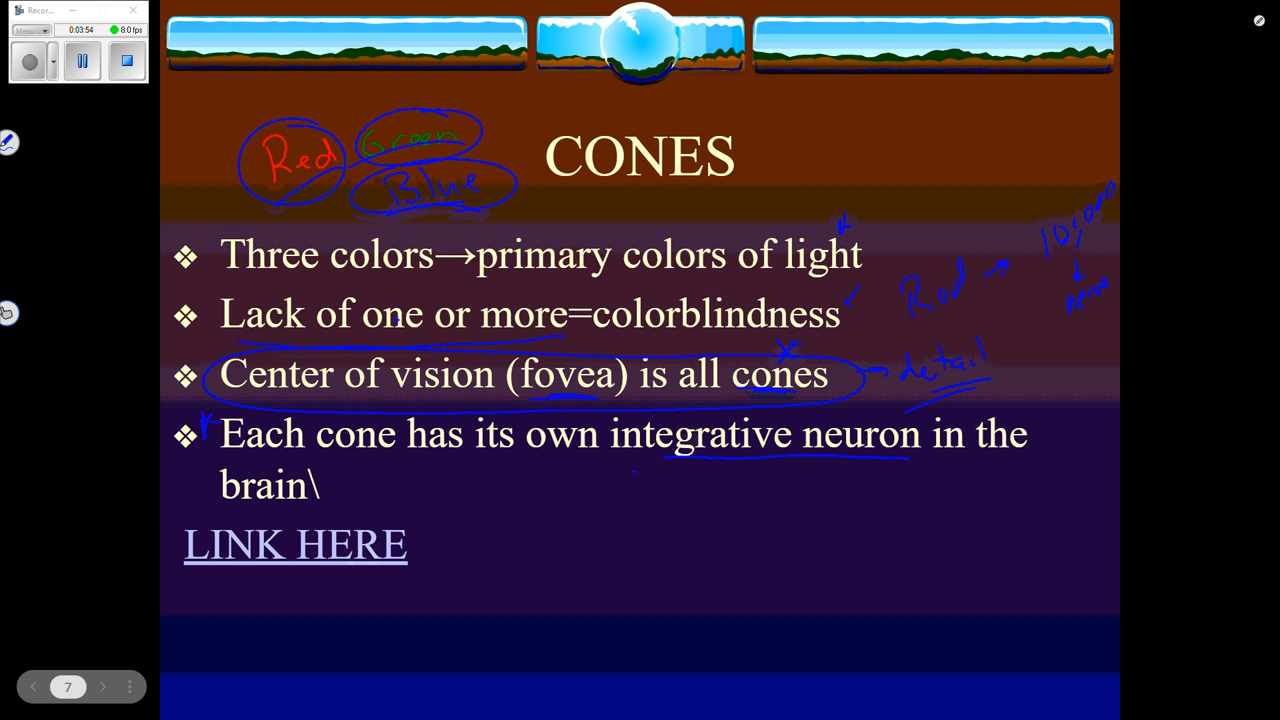 Recor...
Menu
0:03:54
8.0 fps
Red
Green
Blue
CONES
❖ Three colors→primary colors of light
❖ Lack of one or more=colorblindness
❖ Center of vision (fovea) is all cones
❖ Each cone has its own integrative neuron in the
brain\
LINK HERE
Rod →
nerve
detail
7